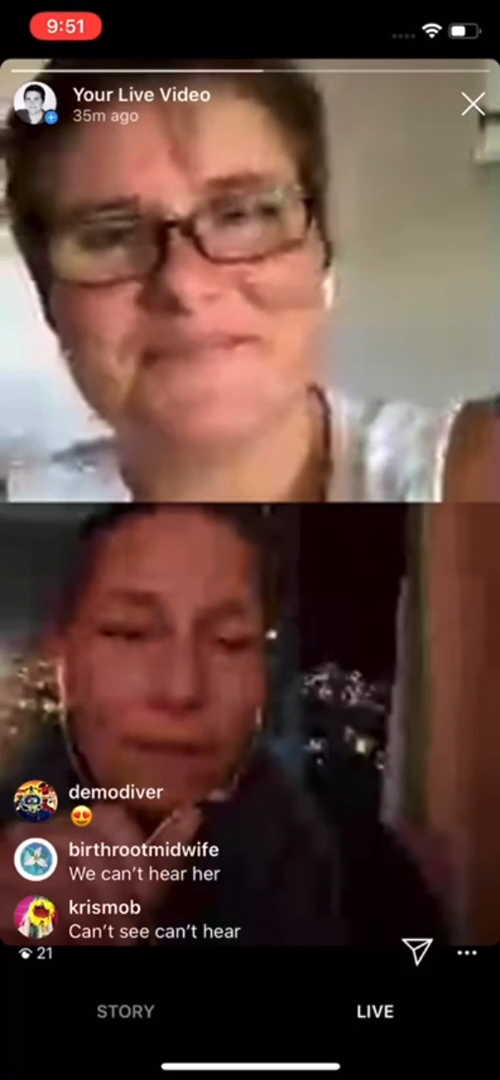 9:51
Your Live Video
35m ago
demodiver
😍
birthrootmidwife
We can’t hear her
krismob
Can’t see can’t hear
21
STORY
LIVE